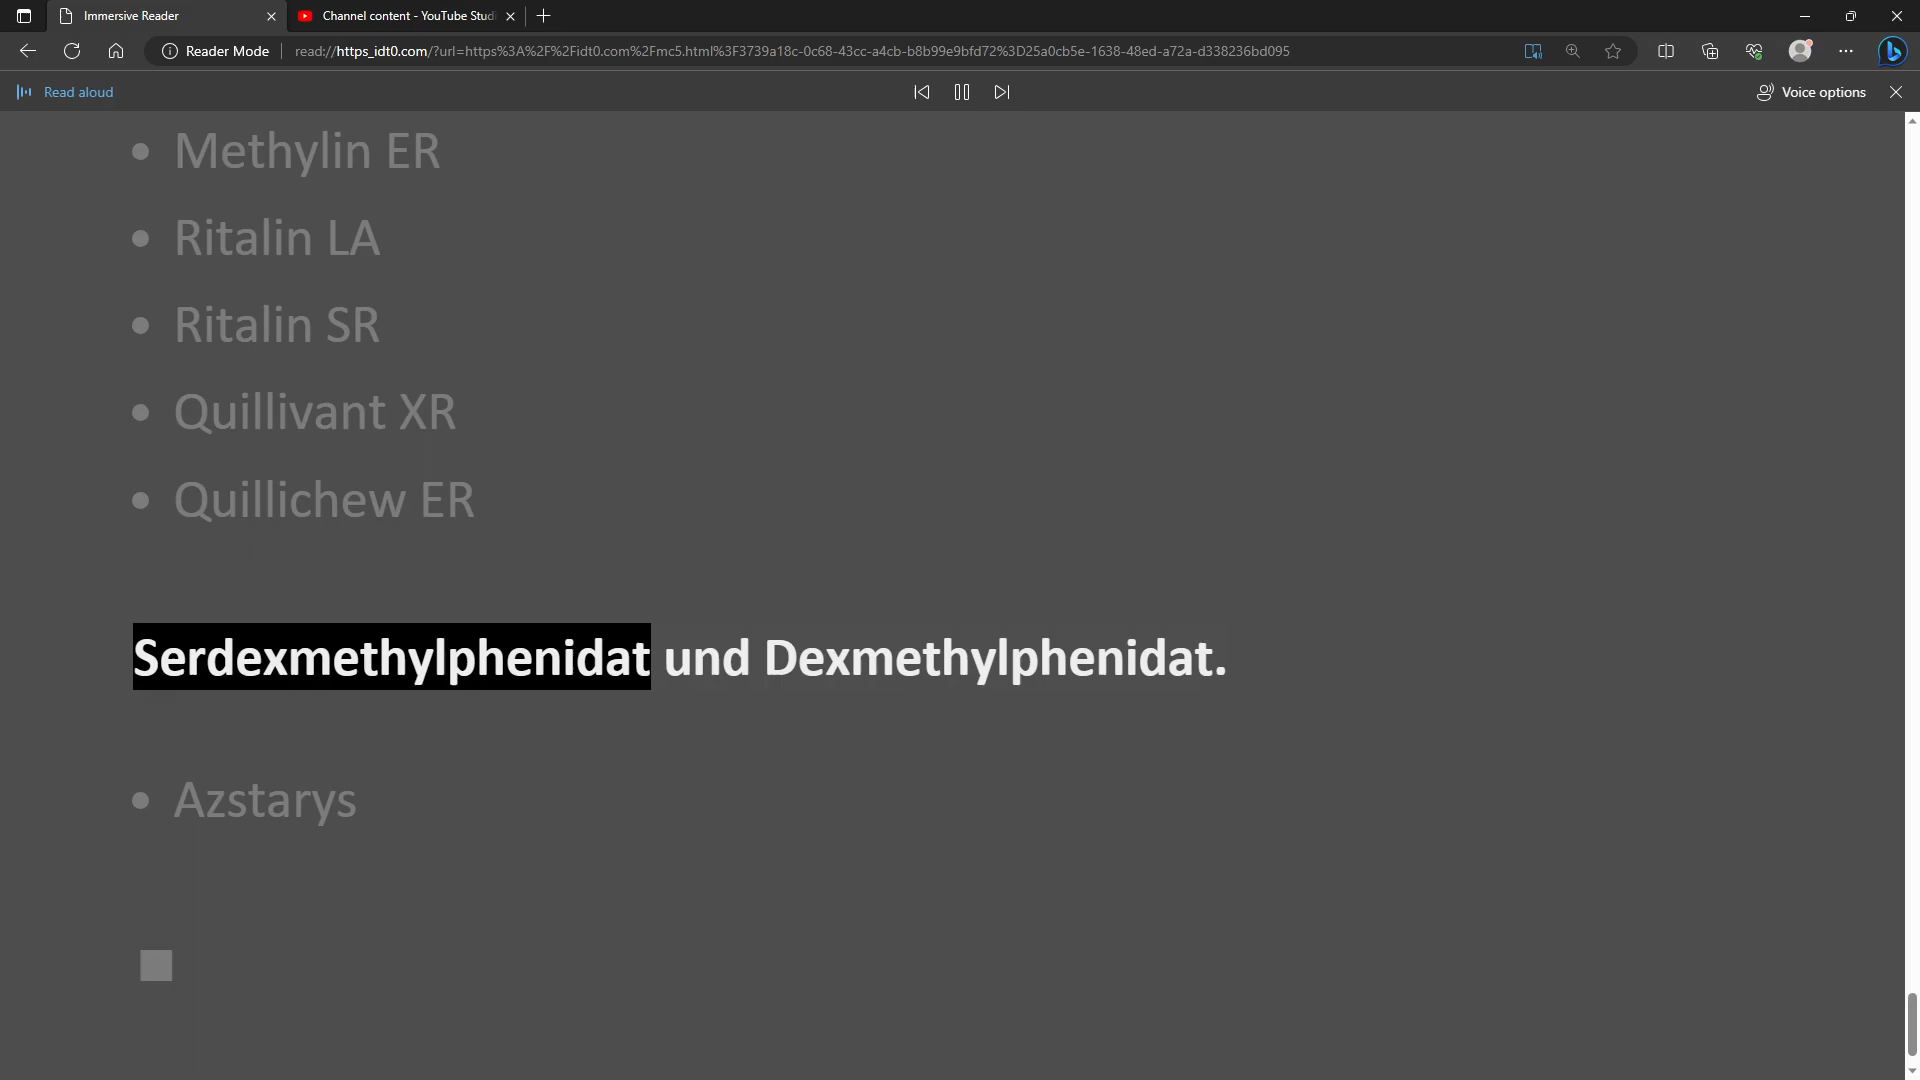 Immersive Reader
Channel content - YouTube Studi
Reader Mode
read://https_idt0.com/?url=https%3A%2F%2Fidt0.com%2Fmc5.html%3F3739a18c-0c68-43cc-a4cb-b8b99e9bfd72%3D25a0cb5e-1638-48ed-a72a-d338236bd095
Read aloud
Voice options
• Methylin ER
• Ritalin LA
• Ritalin SR
• Quillivant XR
• Quillichew ER
Serdexmethylphenidat und Dexmethylphenidat.
• Azstarys